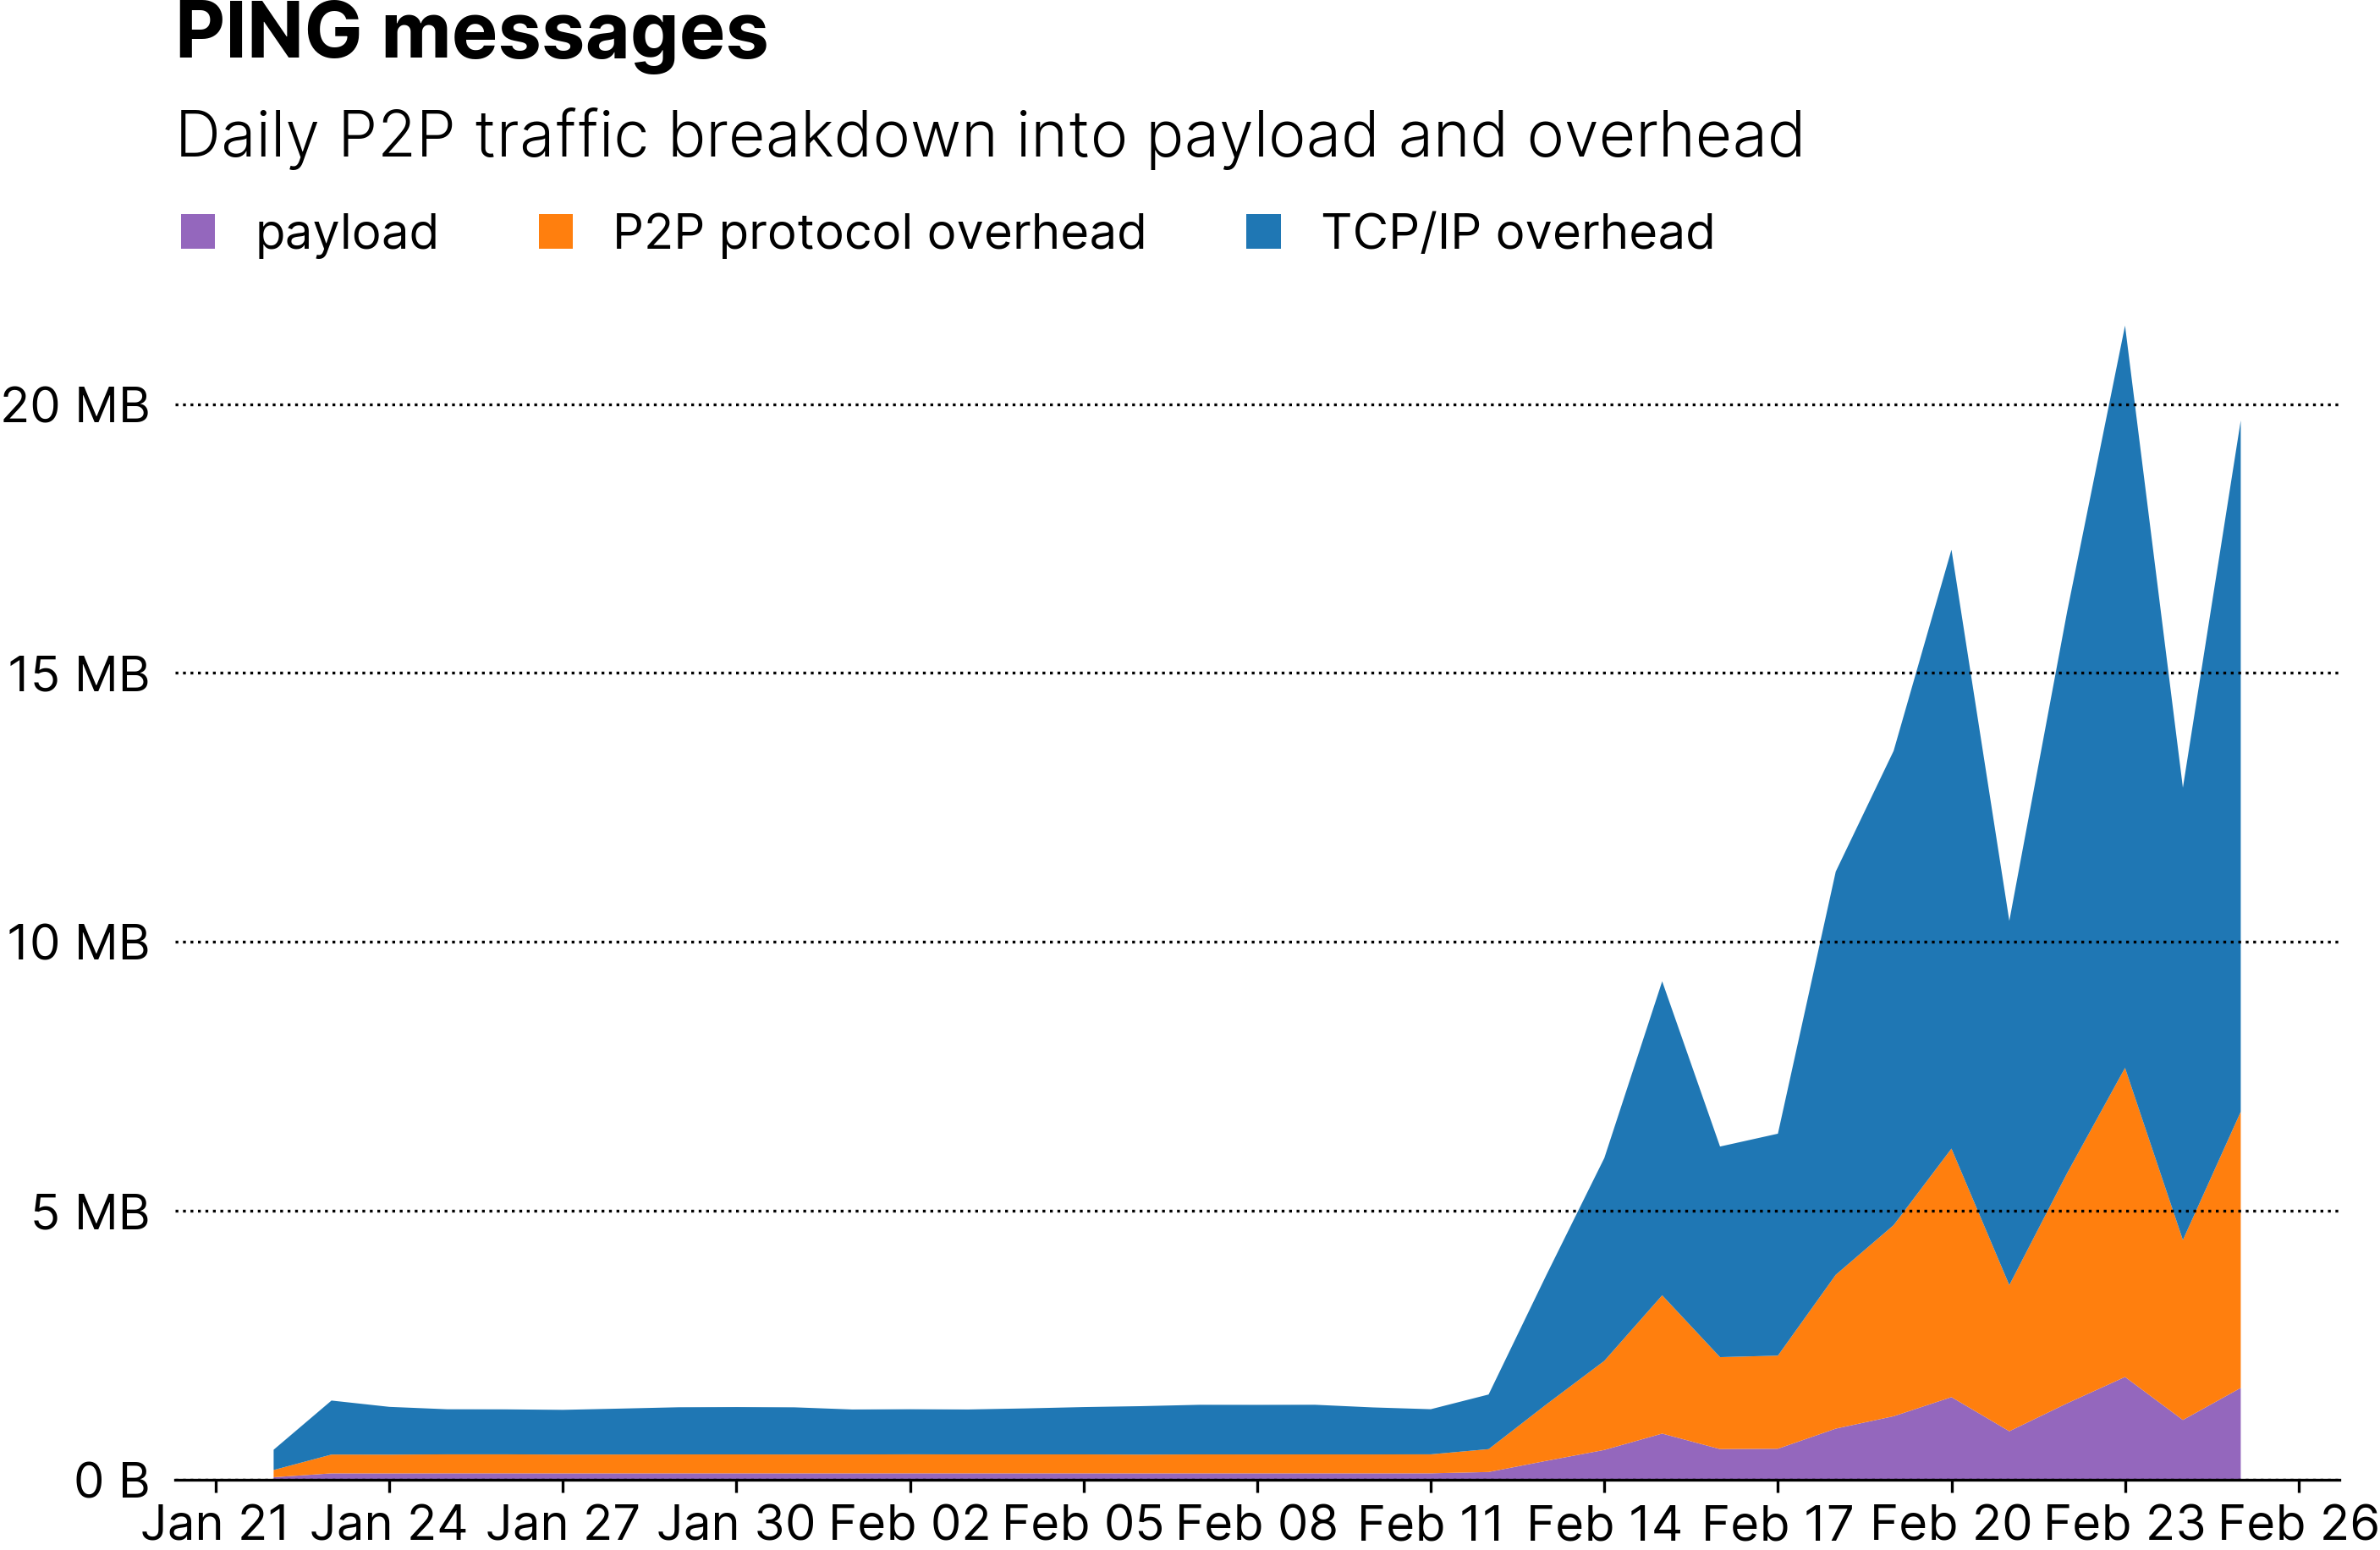 PING messages
Daily P2P traffic breakdown into payload and overhead
payload P2P protocol overhead TCP/IP overhead
20 MB
15 MB
10 MB
5 MB
0 B
Jan 21 Jan 24 Jan 27 Jan 30 Feb 02 Feb 05 Feb 08 Feb 11 Feb 14 Feb 17 Feb 20 Feb 23 Feb 26